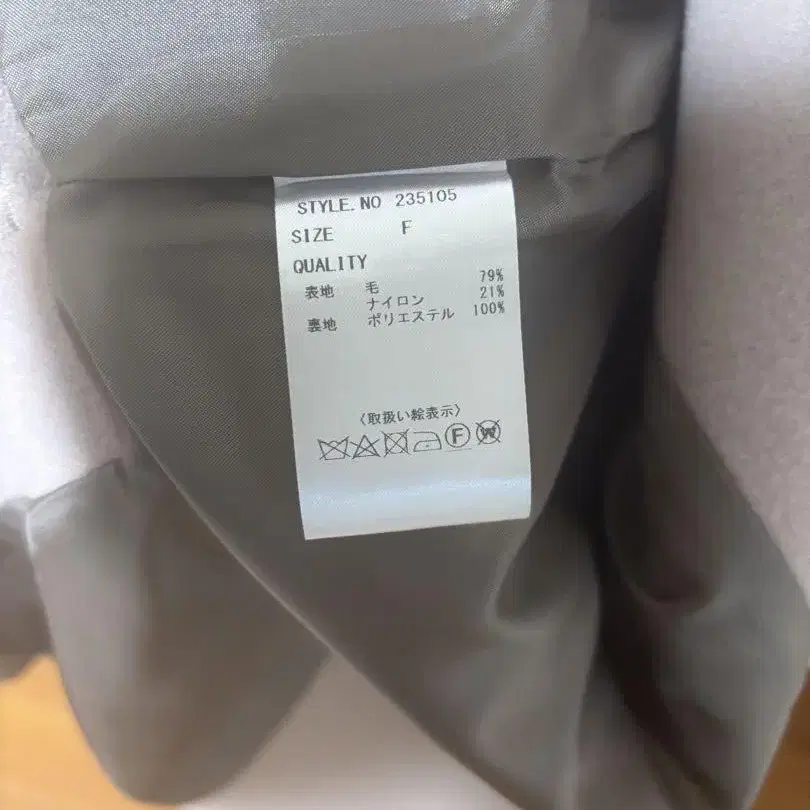 STYLE.NO 235105
SIZE F
QUALITY
表地 毛 79%
ナイロン 21%
裏地 ポリエステル 100%
〈取扱い絵表示〉
F W